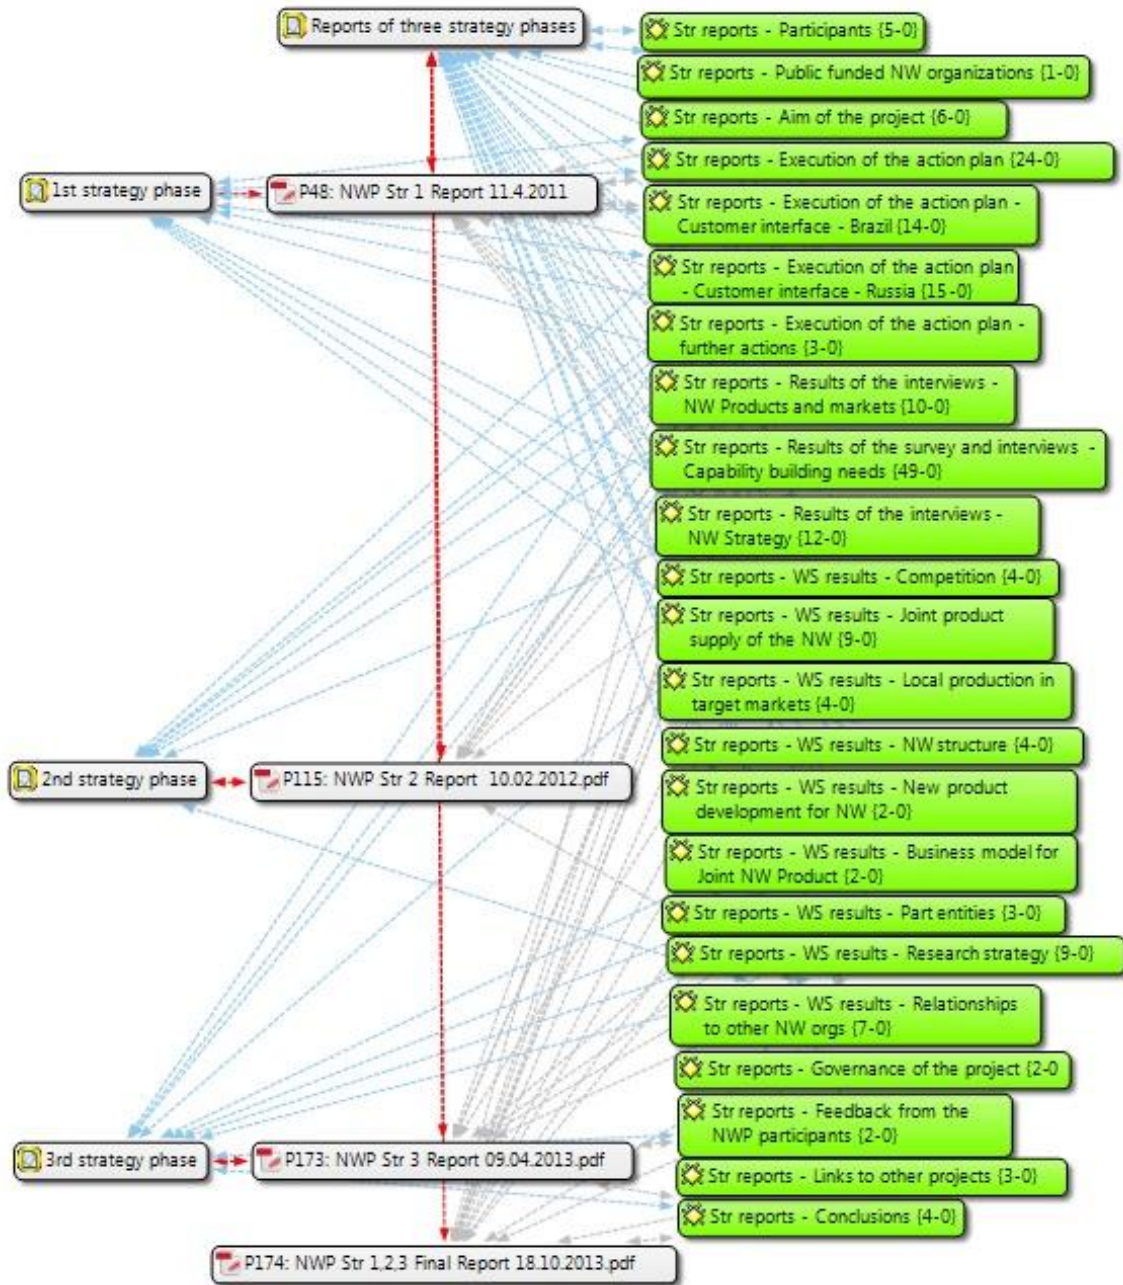 Reports of three strategy phases
Str reports - Participants {5-0}
Str reports - Public funded NW organizations {1-0}
Str reports - Aim of the project {6-0}
Str reports - Execution of the action plan {24-0}
1st strategy phase
P48: NWP Str 1 Report 11.4.2011
Str reports - Execution of the action plan -
Customer interface - Brazil {14-0}
Str reports - Execution of the action plan
- Customer interface - Russia {15-0}
Str reports - Execution of the action plan -
further actions {3-0}
Str reports - Results of the interviews -
NW Products and markets {10-0}
Str reports - Results of the survey and interviews -
Capability building needs {49-0}
Str reports - Results of the interviews -
NW Strategy {12-0}
Str reports - WS results - Competition {4-0}
Str reports - WS results - Joint product
supply of the NW {9-0}
Str reports - WS results - Local production in
target markets {4-0}
Str reports - WS results - NW structure {4-0}
2nd strategy phase
P115: NWP Str 2 Report 10.02.2012.pdf
Str reports - WS results - New product
development for NW {2-0}
Str reports - WS results - Business model for
Joint NW Product {2-0}
Str reports - WS results - Part entities {3-0}
Str reports - WS results - Research strategy {9-0}
Str reports - WS results - Relationships
to other NW orgs {7-0}
Str reports - Governance of the project {2-0
Str reports - Feedback from the
NWP participants {2-0}
3rd strategy phase
P173: NWP Str 3 Report 09.04.2013.pdf
Str reports - Links to other projects {3-0}
Str reports - Conclusions {4-0}
P174: NWP Str 1,2,3 Final Report 18.10.2013.pdf